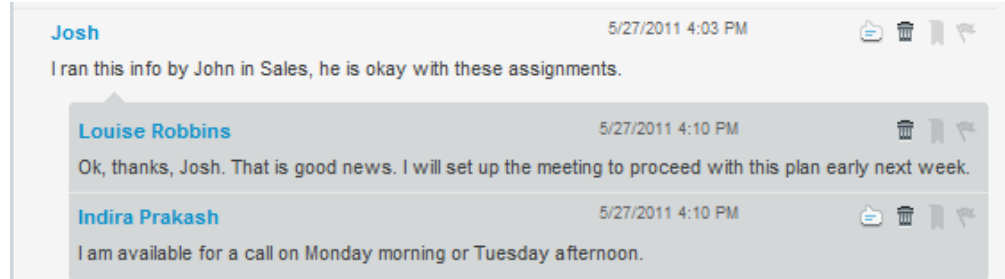 Josh 5/27/2011 4:03 PM
I ran this info by John in Sales, he is okay with these assignments.
Louise Robbins 5/27/2011 4:10 PM
Ok, thanks, Josh. That is good news. I will set up the meeting to proceed with this plan early next week.
Indira Prakash 5/27/2011 4:10 PM
I am available for a call on Monday morning or Tuesday afternoon.